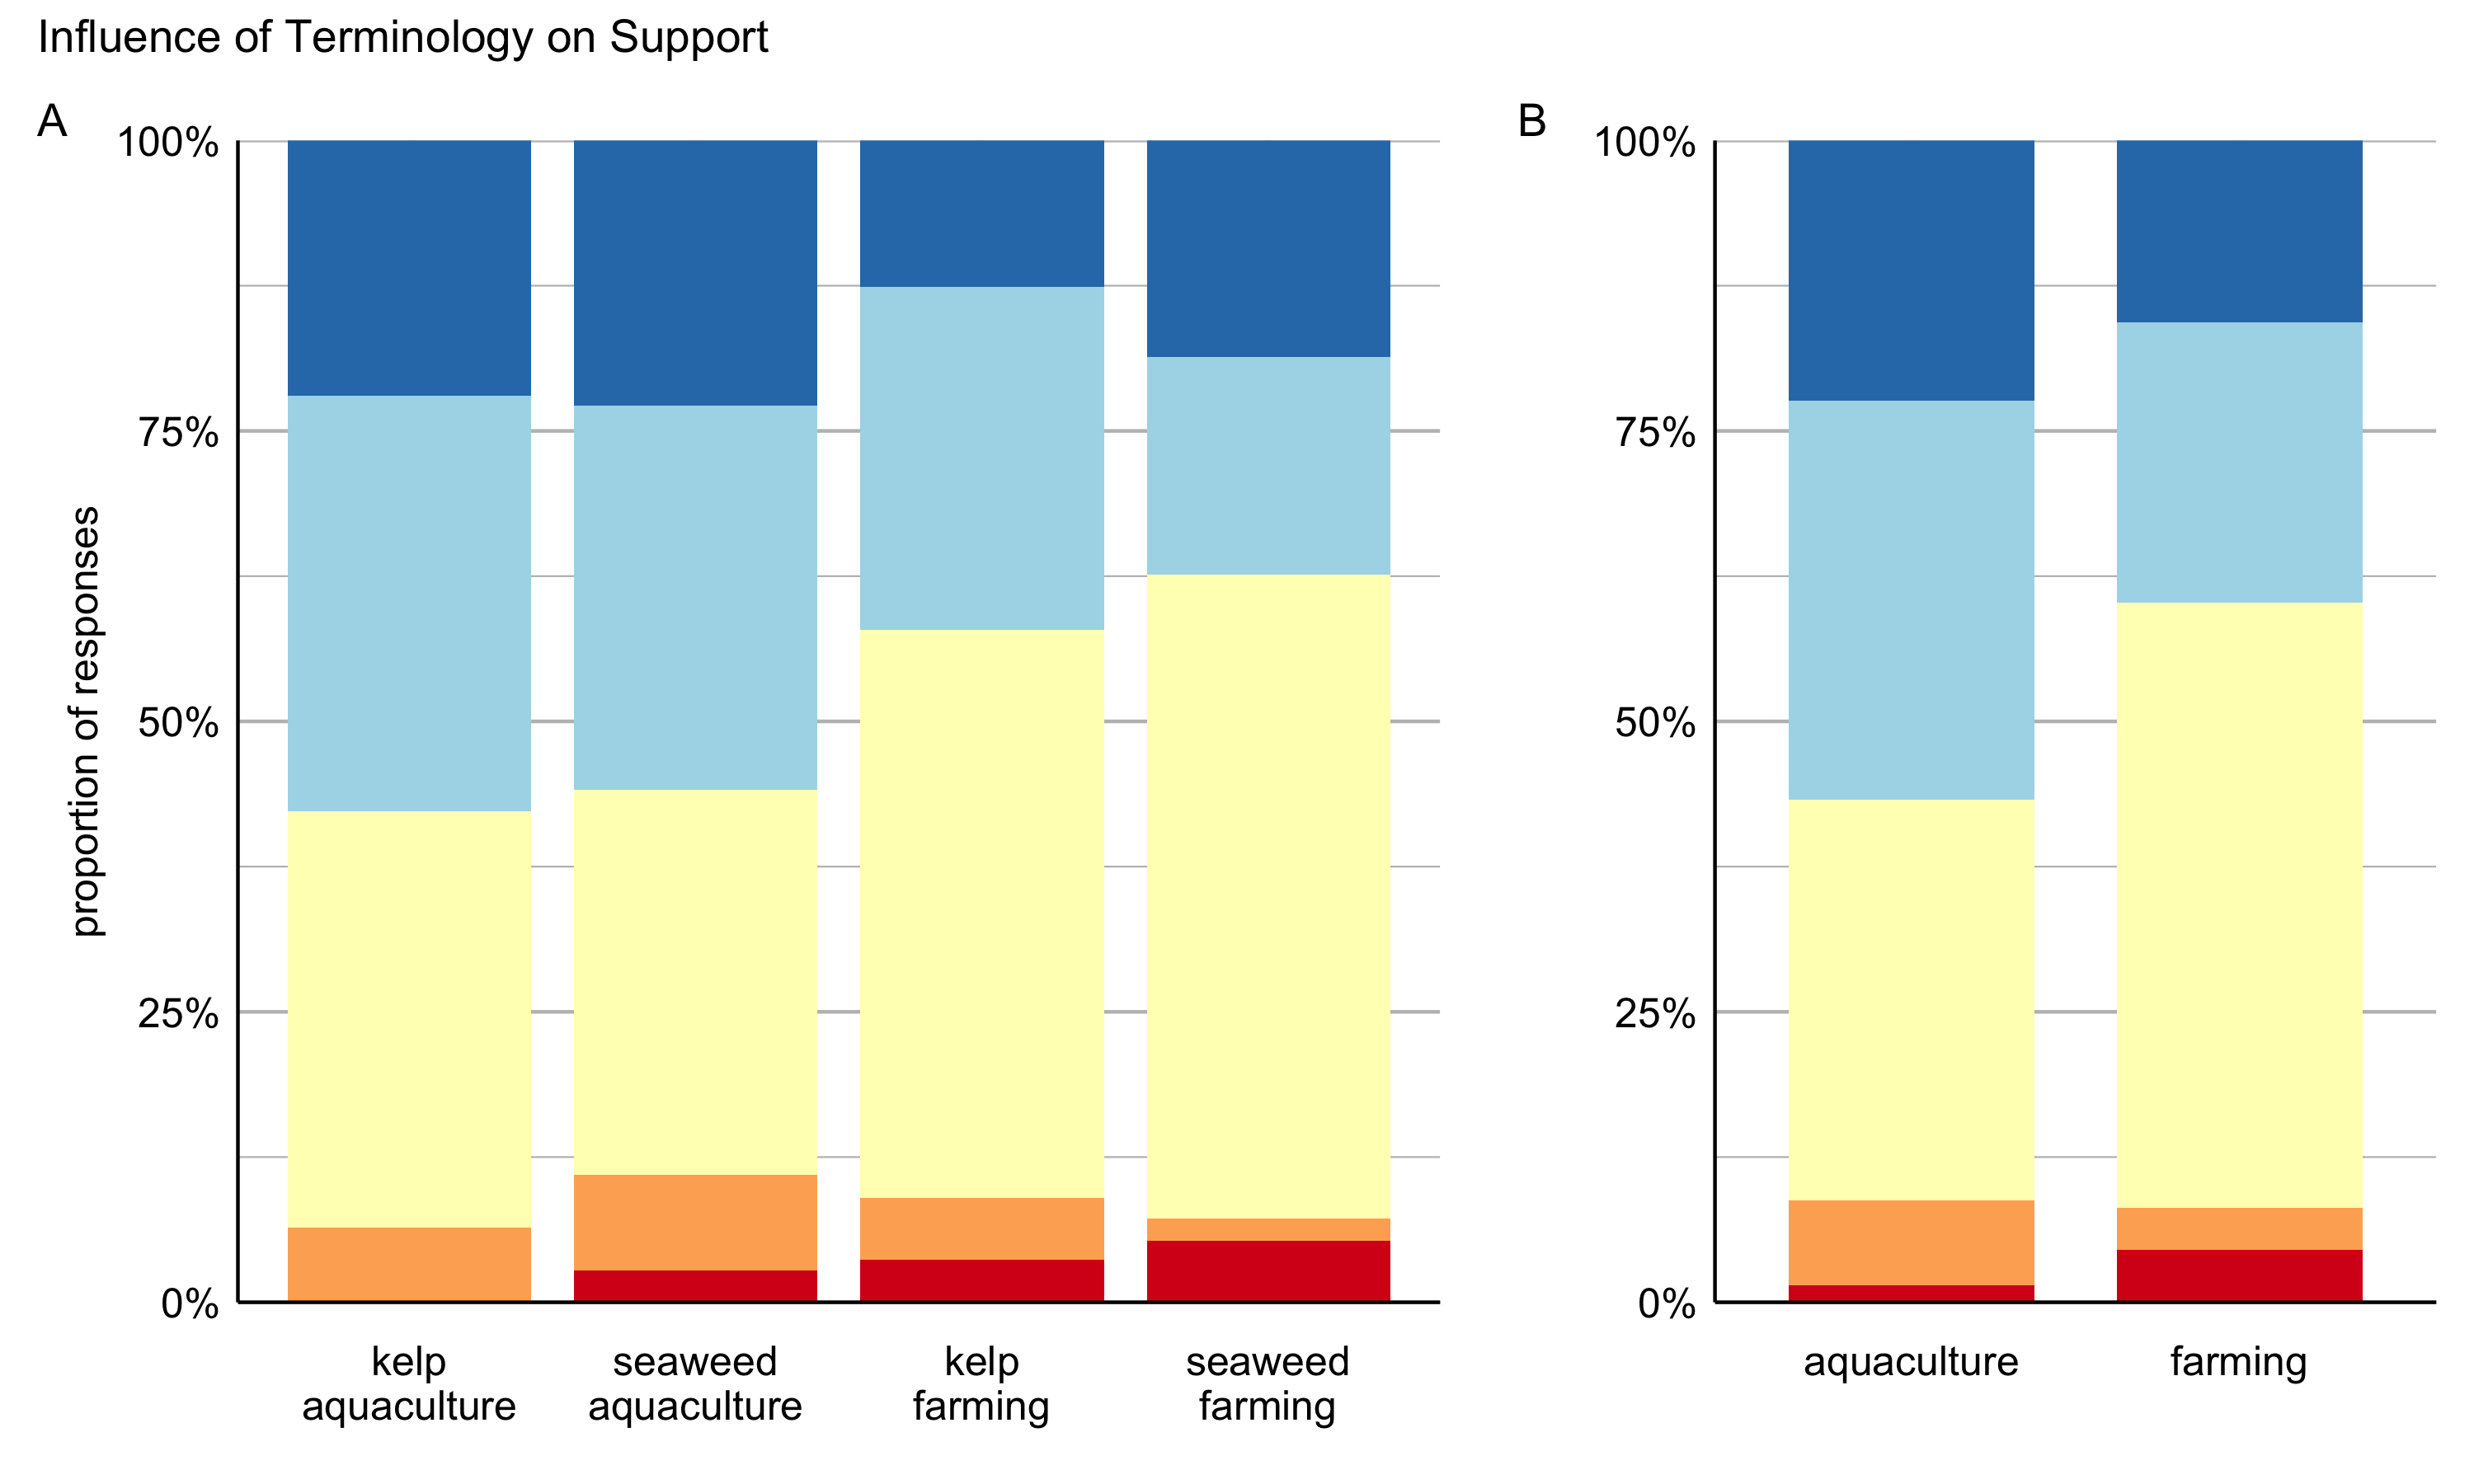 Influence of Terminology on Support
A
100%
75%
50%
25%
0%
proportion of responses
kelp
aquaculture
seaweed
aquaculture
kelp
farming
seaweed
farming
B
100%
75%
50%
25%
0%
aquaculture
farming